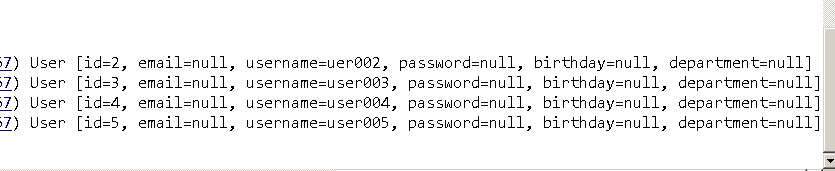 57) User [id=2, email=null, username=uer002, password=null, birthday=null, department=null]
57) User [id=3, email=null, username=user003, password=null, birthday=null, department=null]
57) User [id=4, email=null, username=user004, password=null, birthday=null, department=null]
57) User [id=5, email=null, username=user005, password=null, birthday=null, department=null]